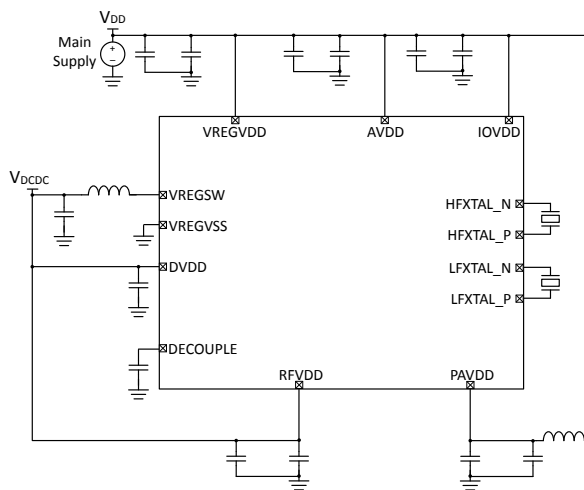 VDD
Main
Supply
+
−
VREGVDD
AVDD
IOVDD
VDCDC
VREGSW
HFXTAL_N
VREGVSS
HFXTAL_P
DVDD
LFXTAL_N
LFXTAL_P
DECOUPLE
RFVDD
PAVDD